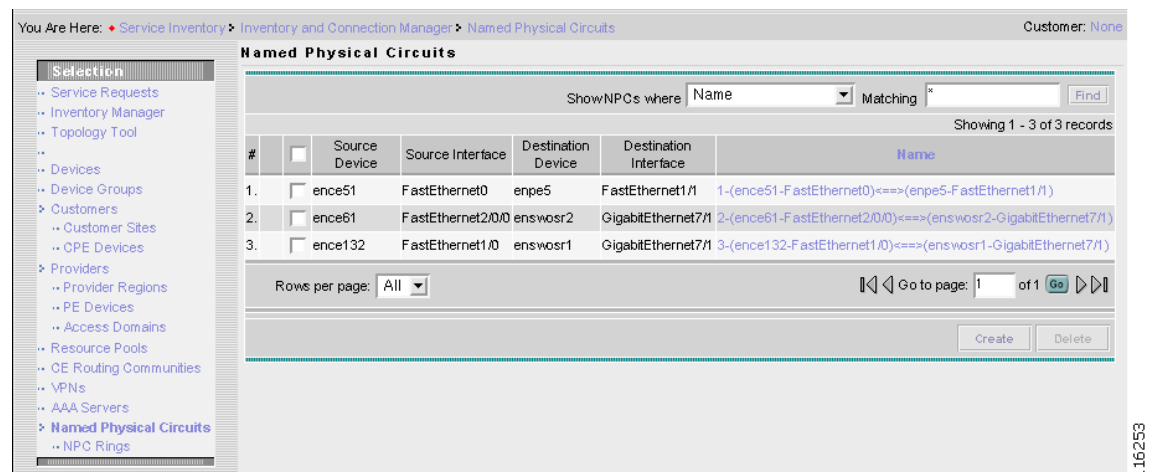 You Are Here: Service Inventory Inventory and Connection Manager Named Physical Circuits Customer: None
Named Physical Circuits
Selection
Service Requests
Inventory Manager
Topology Tool
Devices
Device Groups
Customers
Customer Sites
CPE Devices
Providers
Provider Regions
PE Devices
Access Domains
Resource Pools
CE Routing Communities
VPNs
AAA Servers
Named Physical Circuits
NPC Rings
Show NPCs where Name Matching * Find
Showing 1 - 3 of 3 records
# Source Device Source Interface Destination Device Destination Interface Name
1. ence51 FastEthernet0 enpe5 FastEthernet1/1 1-(ence51-FastEthernet0)<==>(enpe5-FastEthernet1/1)
2. ence61 FastEthernet2/0/0 enswosr2 GigabitEthernet7/1 2-(ence61-FastEthernet2/0/0)<==>(enswosr2-GigabitEthernet7/1)
3. ence132 FastEthernet1/0 enswosr1 GigabitEthernet7/1 3-(ence132-FastEthernet1/0)<==>(enswosr1-GigabitEthernet7/1)
Rows per page: All Go to page: 1 of 1 Go
Create Delete